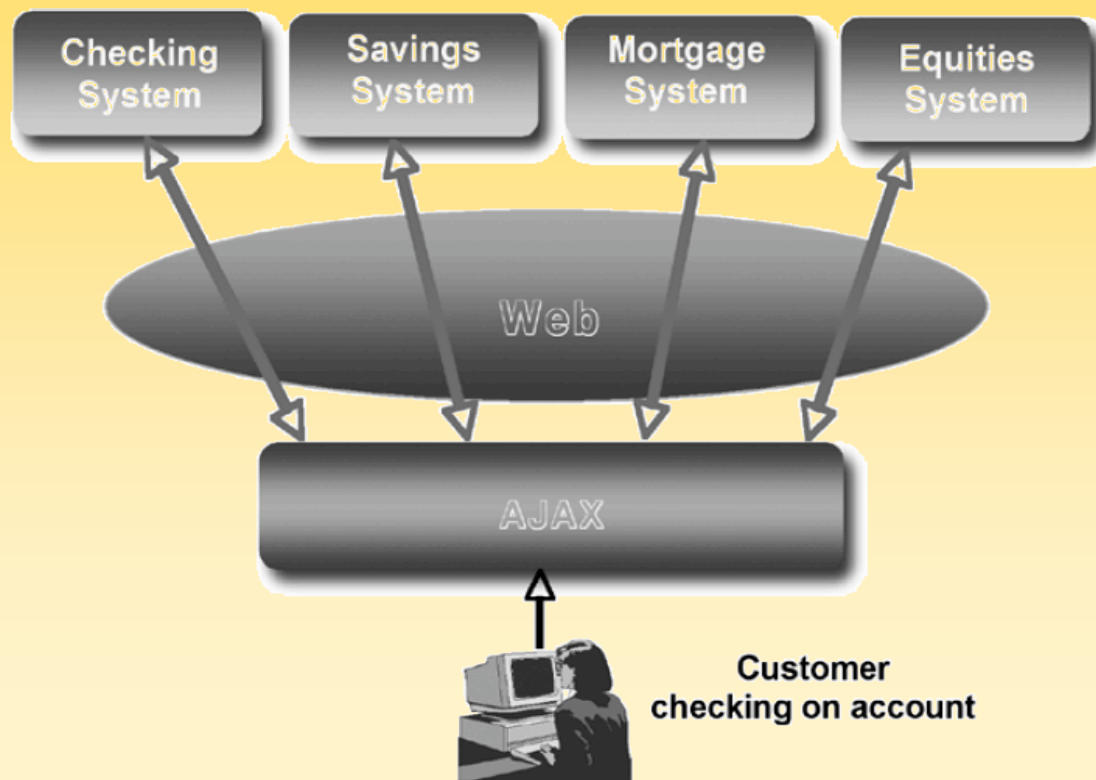 Checking
System
Savings
System
Mortgage
System
Equities
System
Web
AJAX
Customer
checking on account